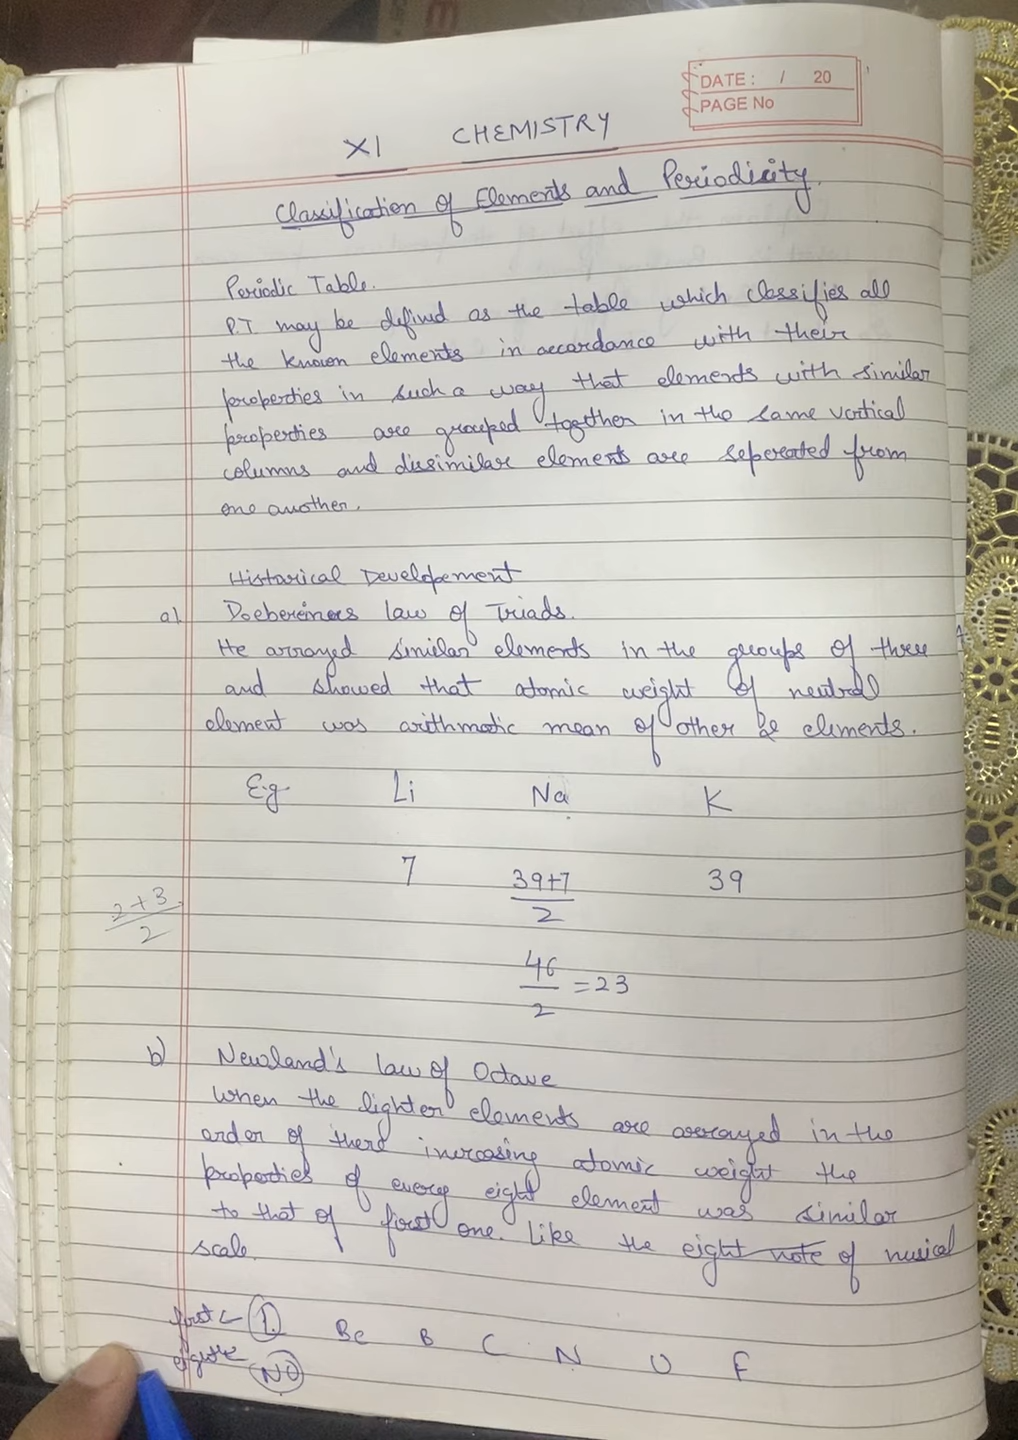 DATE: / 20
PAGE No
XI CHEMISTRY
Classification of Elements and Periodicity.
Periodic Table.
P.T. may be defined as the table which classifies all
the known elements in accordance with their
properties in such a way that elements with similar
properties are grouped together in the same vertical
columns and dissimilar elements are seperated from
one another.
Historical Developement
a). Doebereiners law of Triads.
He arrayed similar elements in the groups of three
and showed that atomic weight of neutral
element was arithmatic mean of other elements.
E.g. Li Na K
7 39+7/2 39
2+3/2
46/2 = 23
b) Newland's law of Octave
When the lighter elements are arrayed in the
order of there increasing atomic weight the
properties of every eight element was similar
to that of first one. Like the eight note of musical
scale.
first Be B C N O F